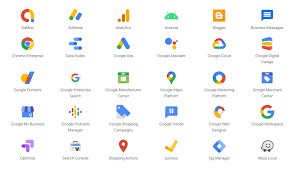 AdMob
AdSense
Analytics
Android
Blogger
Business Messages
Chrome Enterprise
Data Studio
Google Ads
Google Assistant
Google Cloud
Google Digital
Garage
Google Domains
Google Enterprise
Search
Google Manufacturer
Center
Google Maps
Platform
Google Marketing
Platform
Google Merchant
Center
Google My Business
Google Podcasts
Manager
Google Shopping
Campaigns
Google Trends
Google Web
Designer
Google Workspace
Optimize
Search Console
Shopping Actions
Surveys
Tag Manager
Waze Local